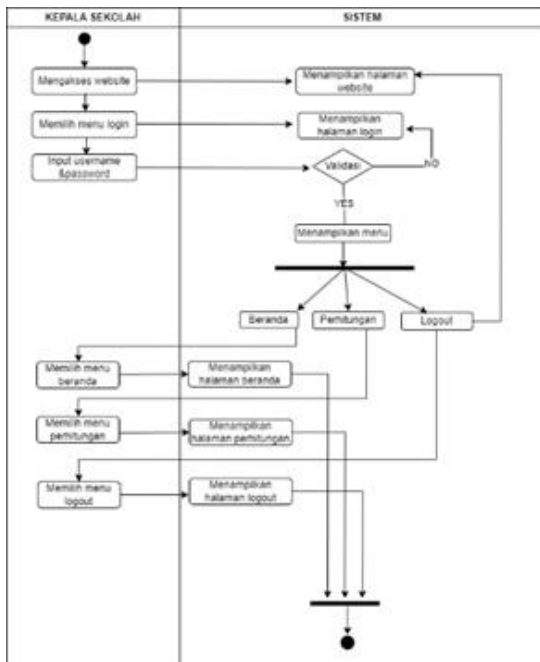 KEPALA SEKOLAH
SISTEM
Mengakses website
Menampilkan halaman
website
Memilih menu login
Menampilkan
halaman login
Input username
&password
Validasi
NO
YES
Menampilkan menu
Beranda
Perhitungan
Logout
Memilih menu
beranda
Menampilkan
halaman beranda
Memilih menu
perhitungan
Menampilkan
halaman perhitungan
Memilih menu
logout
Menampilkan
halaman logout